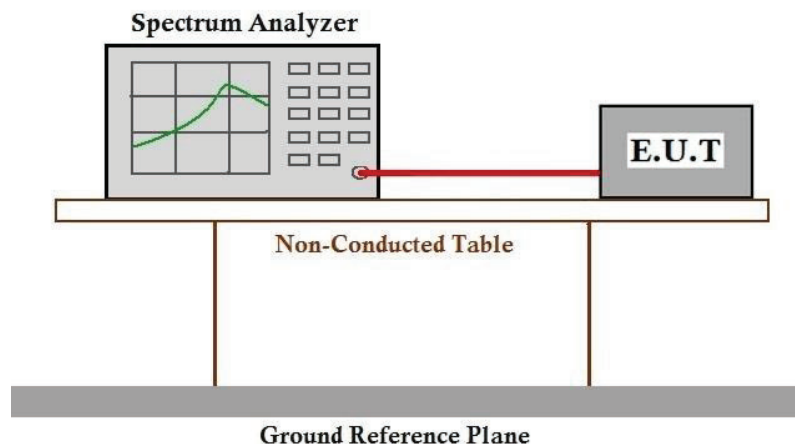 Spectrum Analyzer
E.U.T
Non-Conducted Table
Ground Reference Plane